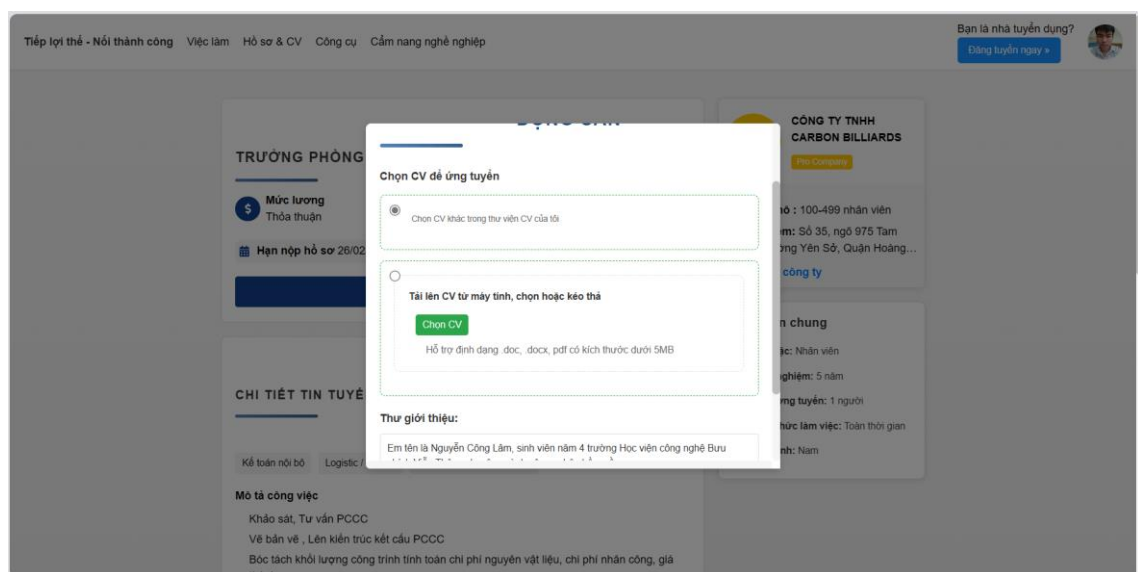 Tiếp lợi thế - Nối thành công Việc làm Hồ sơ & CV Công cụ Cẩm nang nghề nghiệp
Bạn là nhà tuyển dụng?
Đăng tuyển ngay »
TRƯỞNG PHÒNG
Mức lương
Thỏa thuận
Hạn nộp hồ sơ 26/02
Chọn CV để ứng tuyển
Chọn CV khác trong thư viện CV của tôi
Tải lên CV từ máy tính, chọn hoặc kéo thả
Chọn CV
Hỗ trợ định dạng .doc, .docx, pdf có kích thước dưới 5MB
Thư giới thiệu:
Em tên là Nguyễn Công Lâm, sinh viên năm 4 trường Học viện công nghệ Bưu
CÔNG TY TNHH
CARBON BILLIARDS
Pro Company
: 100-499 nhân viên
Số 35, ngõ 975 Tam
Yên Sở, Quận Hoàng...
công ty
chung
Nhân viên
5 năm
tuyển: 1 người
làm việc: Toàn thời gian
Nam
CHI TIẾT TIN TUYỂ
Kế toán nội bộ Logistic /
Mô tả công việc
Khảo sát, Tư vấn PCCC
Vẽ bản vẽ , Lên kiến trúc kết cấu PCCC
Bóc tách khối lượng công trình tính toán chi phí nguyên vật liệu, chi phí nhân công, giá